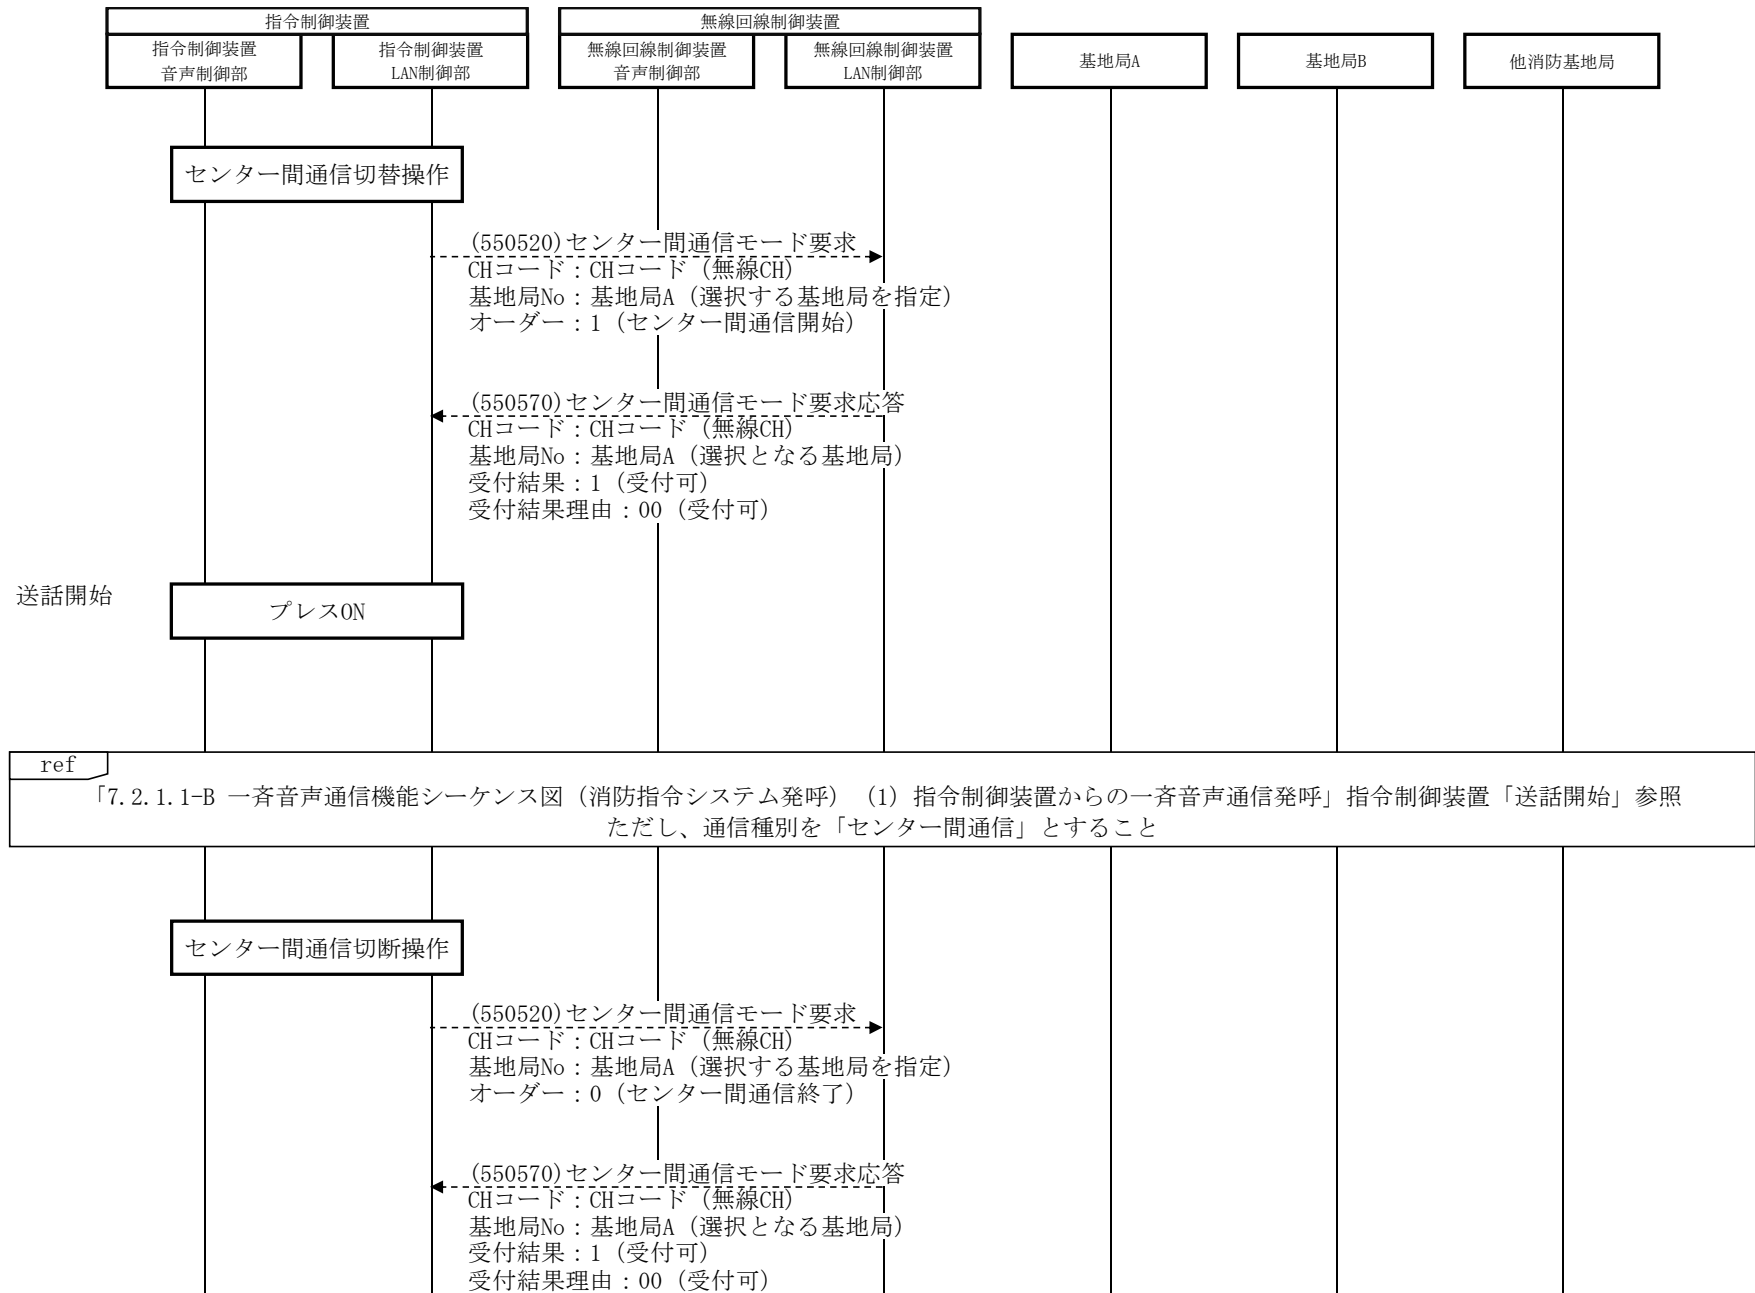 指令制御装置
無線回線制御装置
指令制御装置
音声制御部
指令制御装置
LAN制御部
無線回線制御装置
音声制御部
無線回線制御装置
LAN制御部
基地局A
基地局B
他消防基地局
センター間通信切替操作
(550520)センター間通信モード要求
CHコード：CHコード（無線CH）
基地局No：基地局A（選択する基地局を指定）
オーダー：1（センター間通信開始）
(550570)センター間通信モード要求応答
CHコード：CHコード（無線CH）
基地局No：基地局A（選択となる基地局）
受付結果：1（受付可）
受付結果理由：00（受付可）
送話開始
プレスON
ref
「7.2.1.1-B 一斉音声通信機能シーケンス図（消防指令システム発呼）（1）指令制御装置からの一斉音声通信発呼」指令制御装置「送話開始」参照
ただし、通信種別を「センター間通信」とすること
センター間通信切断操作
(550520)センター間通信モード要求
CHコード：CHコード（無線CH）
基地局No：基地局A（選択する基地局を指定）
オーダー：0（センター間通信終了）
(550570)センター間通信モード要求応答
CHコード：CHコード（無線CH）
基地局No：基地局A（選択となる基地局）
受付結果：1（受付可）
受付結果理由：00（受付可）